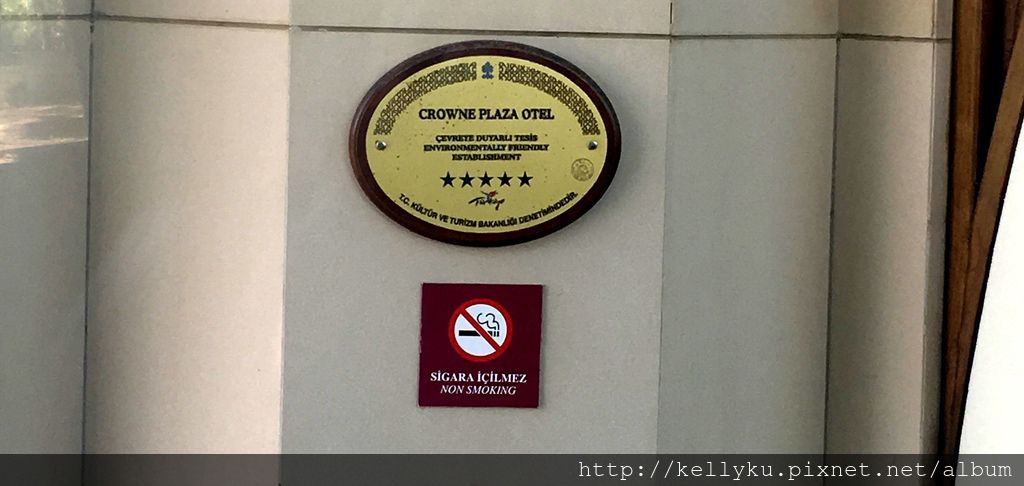 CROWNE PLAZA OTEL
ÇEVREYE DUYARLI TESİS
ENVIRONMENTALLY FRIENDLY
ESTABLISHMENT
Türkiye
T.C. KÜLTÜR VE TURİZM BAKANLIĞI DENETİMİNDEDİR.
SİGARA İÇİLMEZ
NON SMOKING
http://kellyku.pixnet.net/album